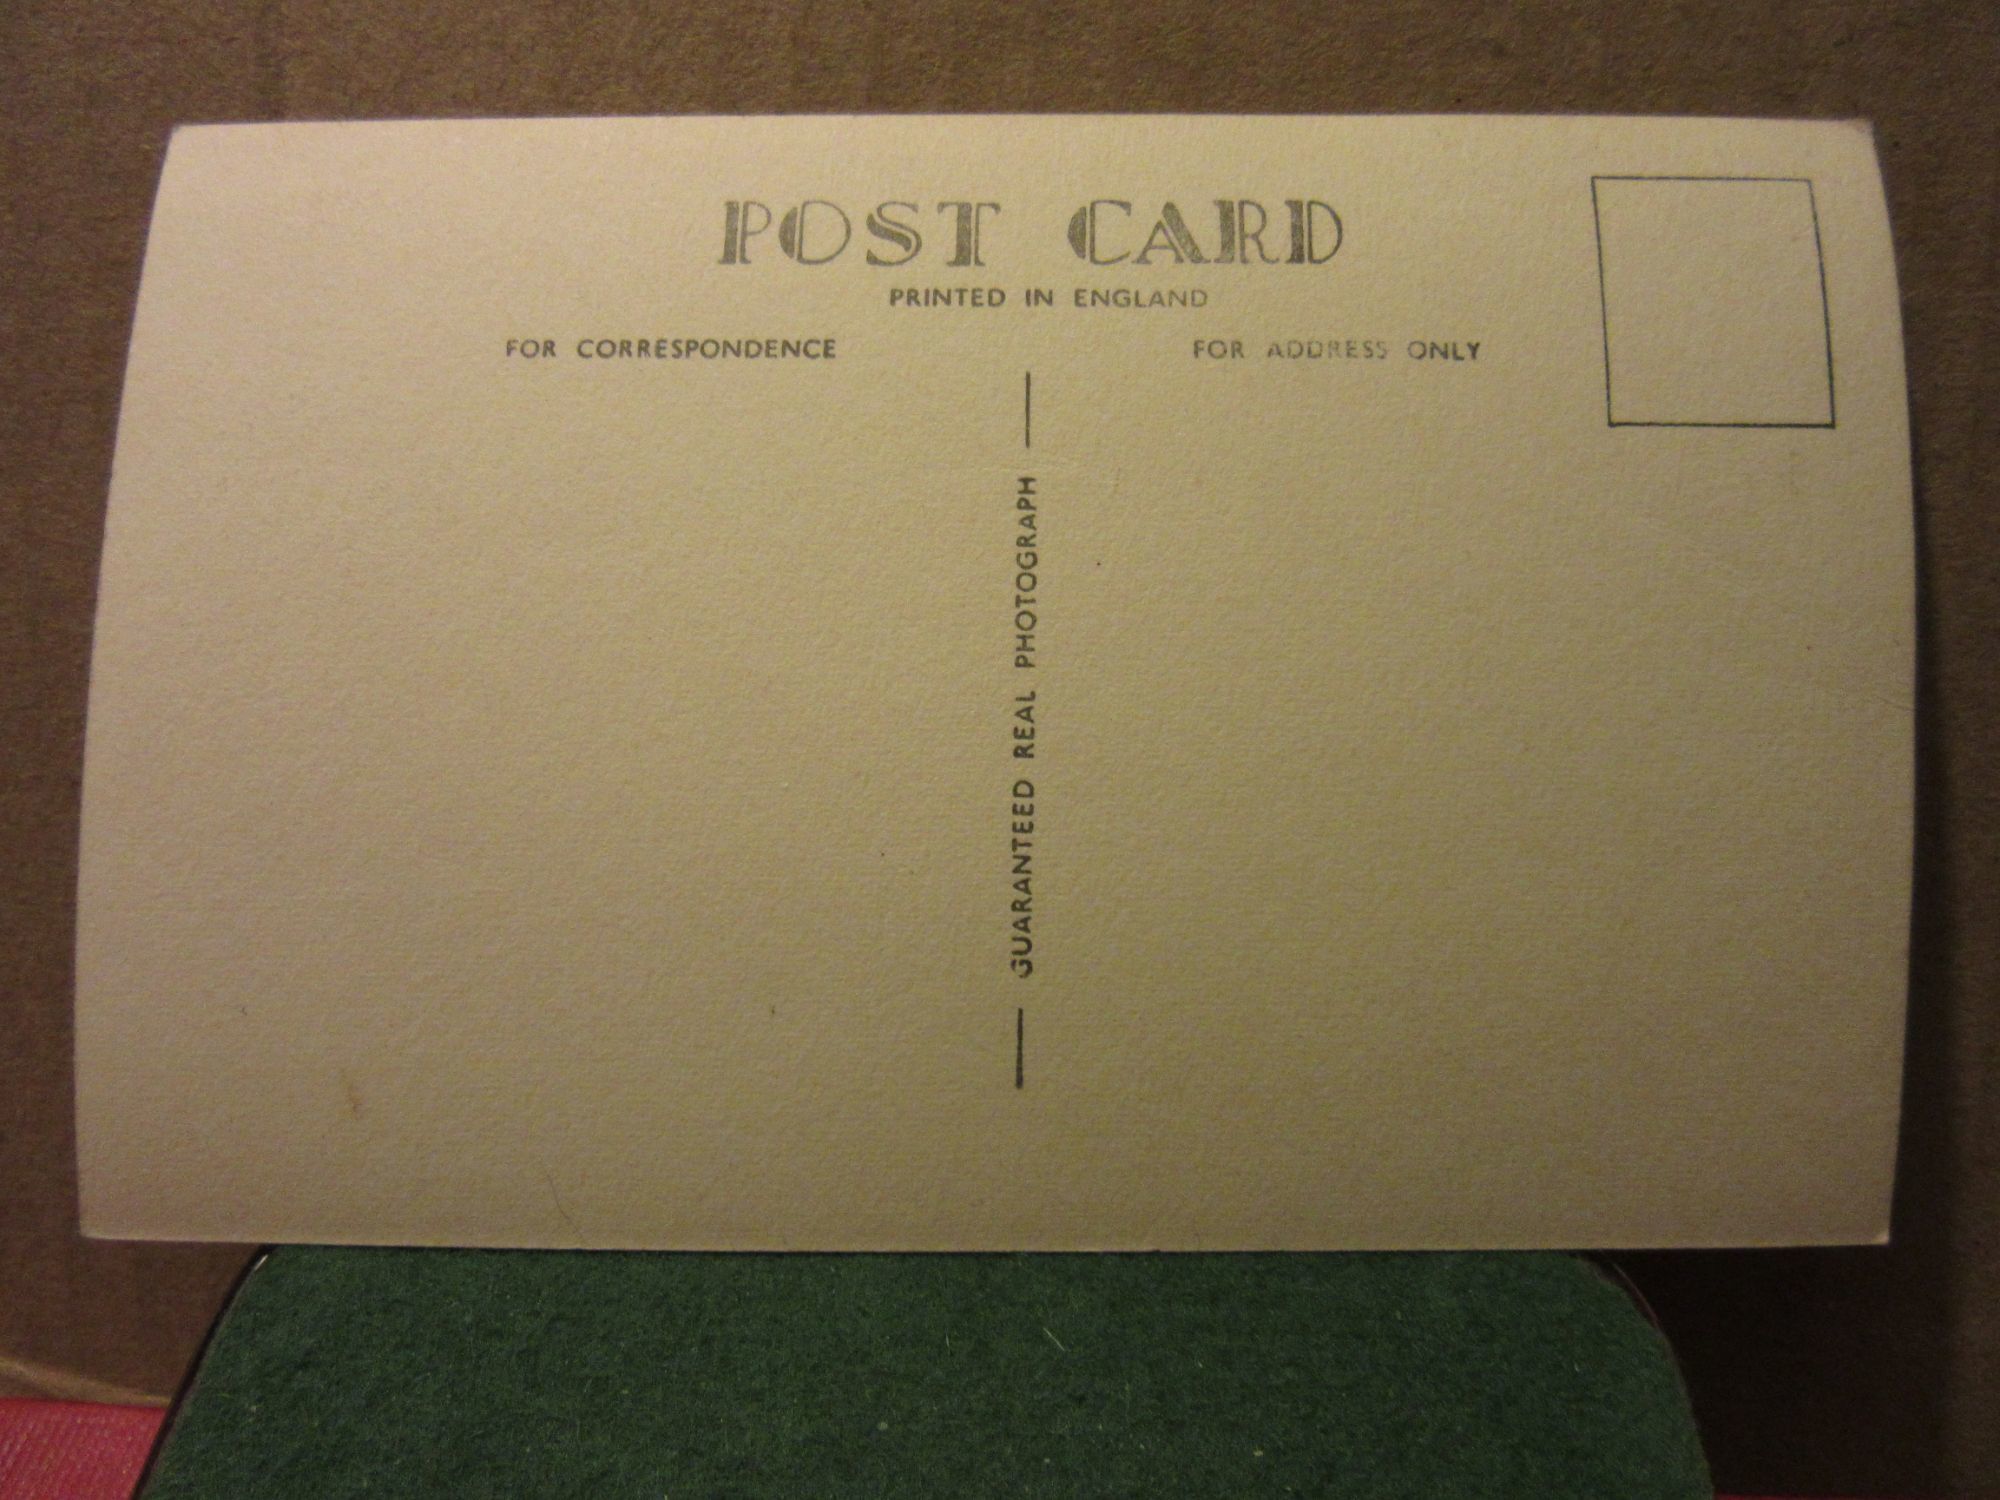 POST CARD
PRINTED IN ENGLAND
FOR CORRESPONDENCE
FOR ADDRESS ONLY
GUARANTEED REAL PHOTOGRAPH